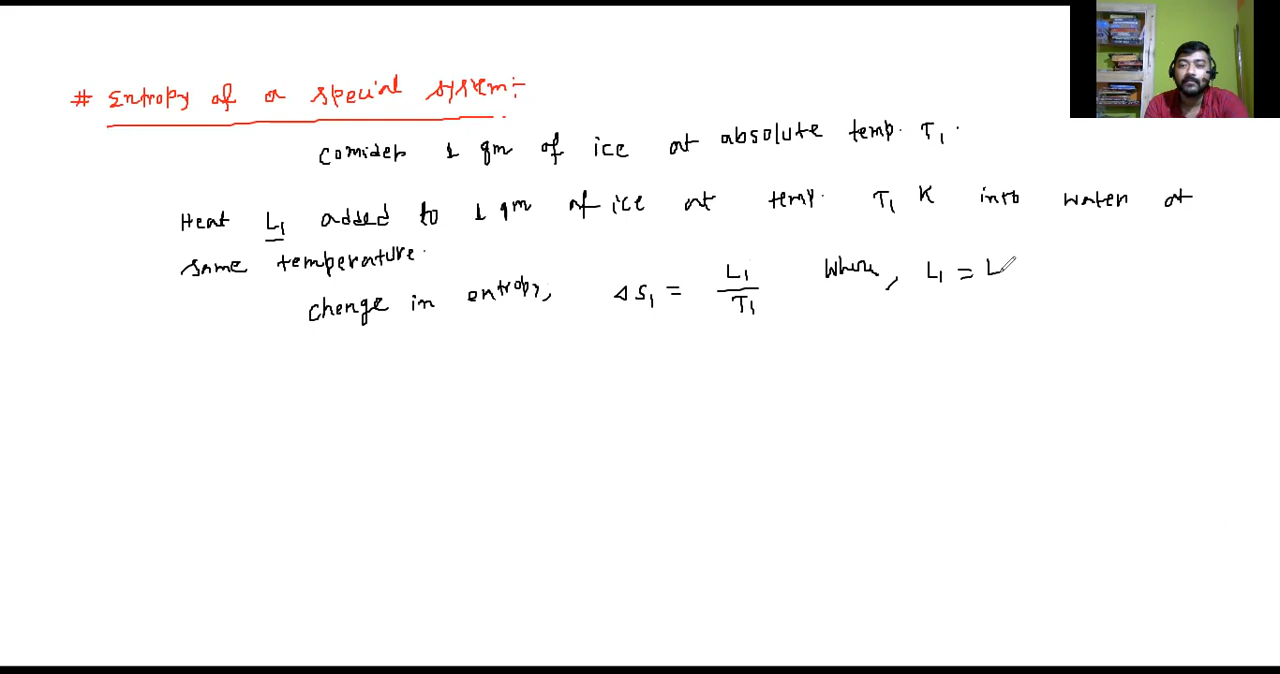 # Entropy of a special system:-
Consider 1 gm of ice at absolute temp. T₁.
Heat L₁ added to 1 gm of ice at temp. T₁ K into water at
same temperature.
change in entropy, ΔS₁ = L₁/T₁ where, L₁ = L